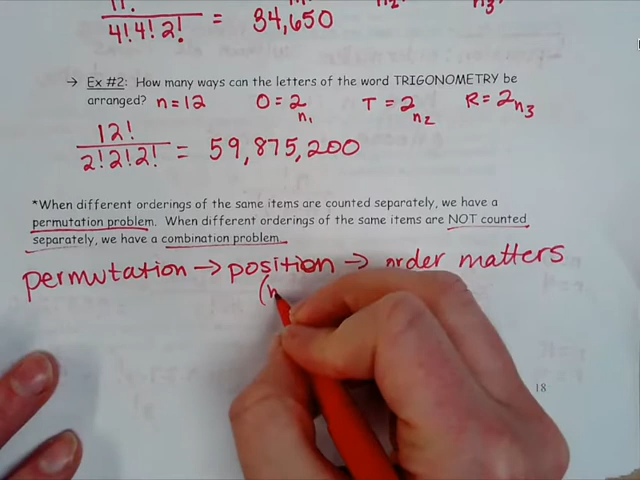 11!
4!4!2! = 34,650
n2 n3
→ Ex #2: How many ways can the letters of the word TRIGONOMETRY be
arranged? n=12 O=2 n1 T=2 n2 R=2 n3
12!
2!2!2! = 59,875,200
*When different orderings of the same items are counted separately, we have a
permutation problem. When different orderings of the same items are NOT counted
separately, we have a combination problem.
permutation → position → order matters
(
18